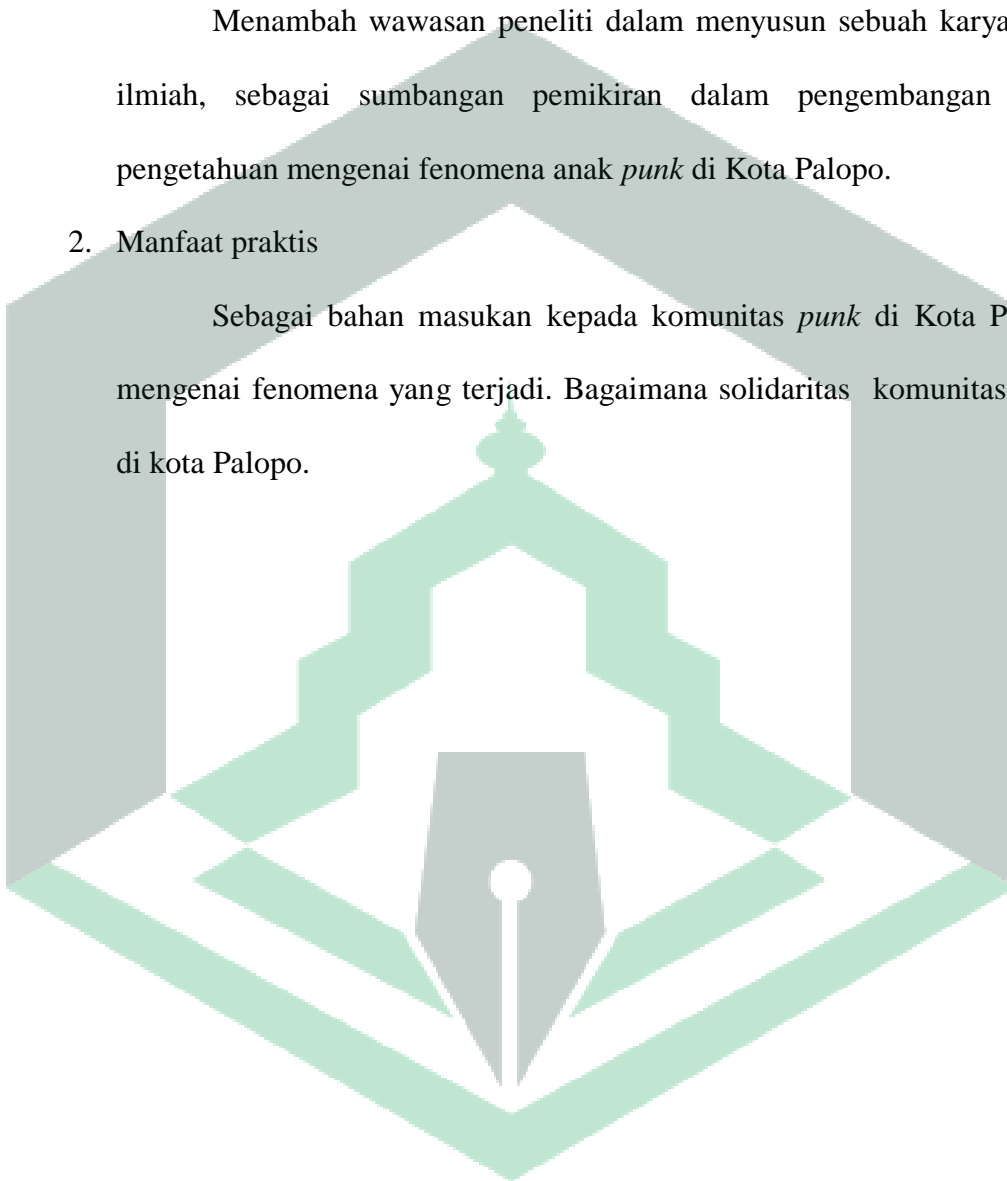 Menambah wawasan peneliti dalam menyusun sebuah karya
ilmiah, sebagai sumbangan pemikiran dalam pengembangan
pengetahuan mengenai fenomena anak punk di Kota Palopo.
2. Manfaat praktis
Sebagai bahan masukan kepada komunitas punk di Kota P
mengenai fenomena yang terjadi. Bagaimana solidaritas komunitas
di kota Palopo.